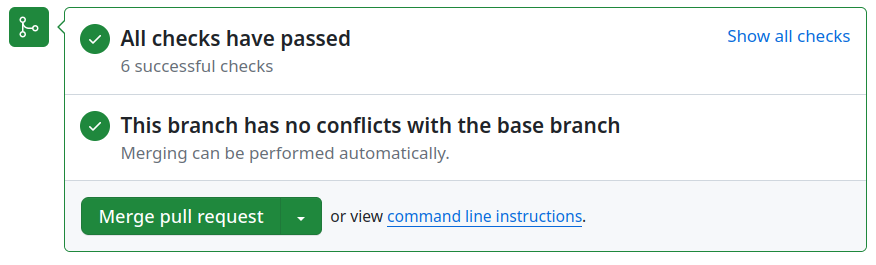 All checks have passed
Show all checks
6 successful checks
This branch has no conflicts with the base branch
Merging can be performed automatically.
Merge pull request or view command line instructions.